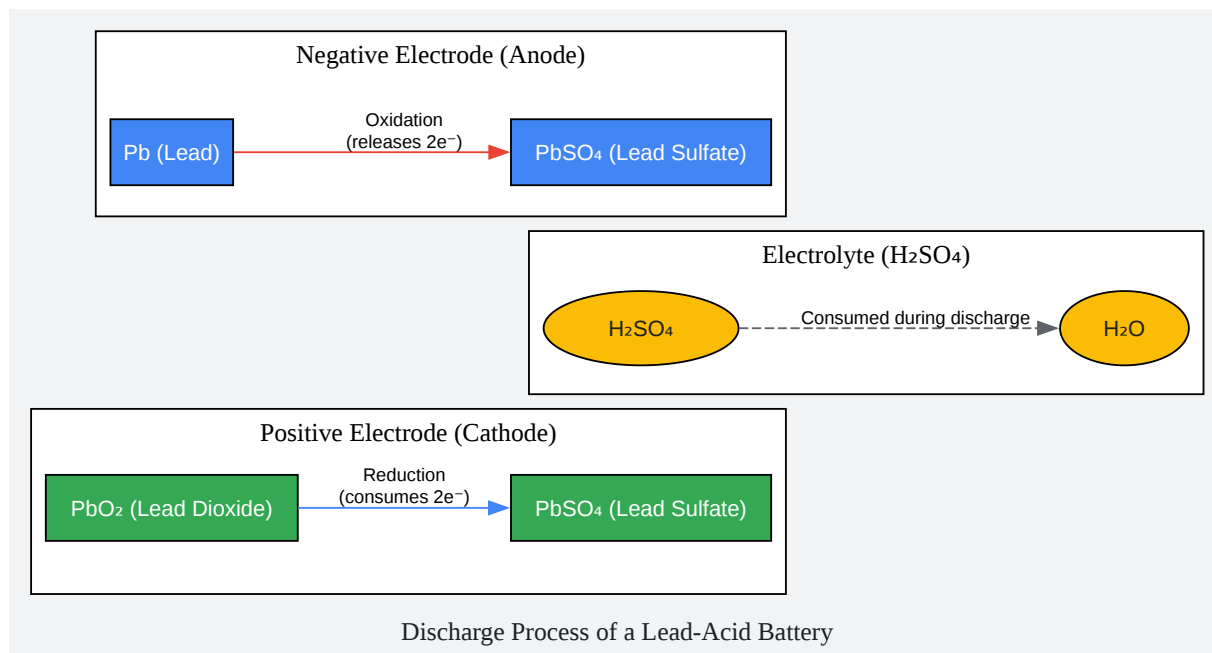 Negative Electrode (Anode)
Oxidation
(releases 2e⁻)
Pb (Lead)
PbSO₄ (Lead Sulfate)
Electrolyte (H₂SO₄)
Consumed during discharge
H₂SO₄
H₂O
Positive Electrode (Cathode)
Reduction
(consumes 2e⁻)
PbO₂ (Lead Dioxide)
PbSO₄ (Lead Sulfate)
Discharge Process of a Lead-Acid Battery